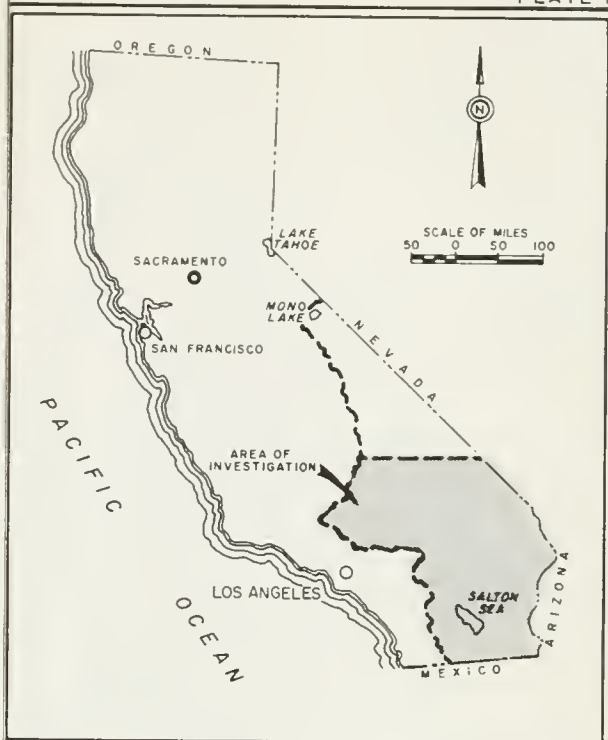 OREGON
N
LAKE
TAHOE
SCALE OF MILES
50 0 50 100
SACRAMENTO
MONO
LAKE
NEVADA
SAN FRANCISCO
PACIFIC
AREA OF
INVESTIGATION
LOS ANGELES
SALTON
SEA
ARIZONA
OCEAN
MEXICO